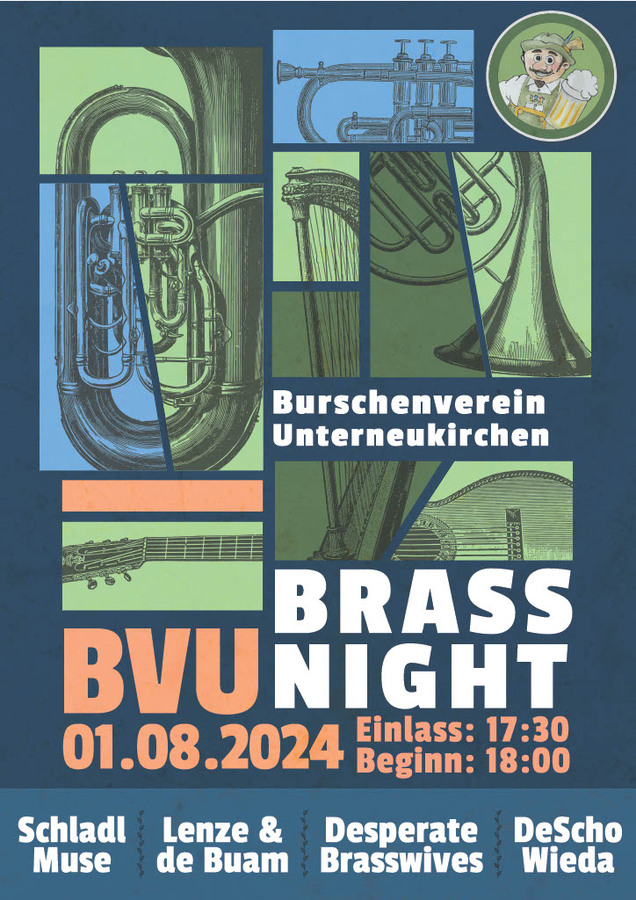 Burschenverein
Unterneukirchen
BRASS
BVU NIGHT
01.08.2024
Einlass: 17:30
Beginn: 18:00
Schladl
Muse
Lenze &
de Buam
Desperate
Brasswives
DeScho
Wieda